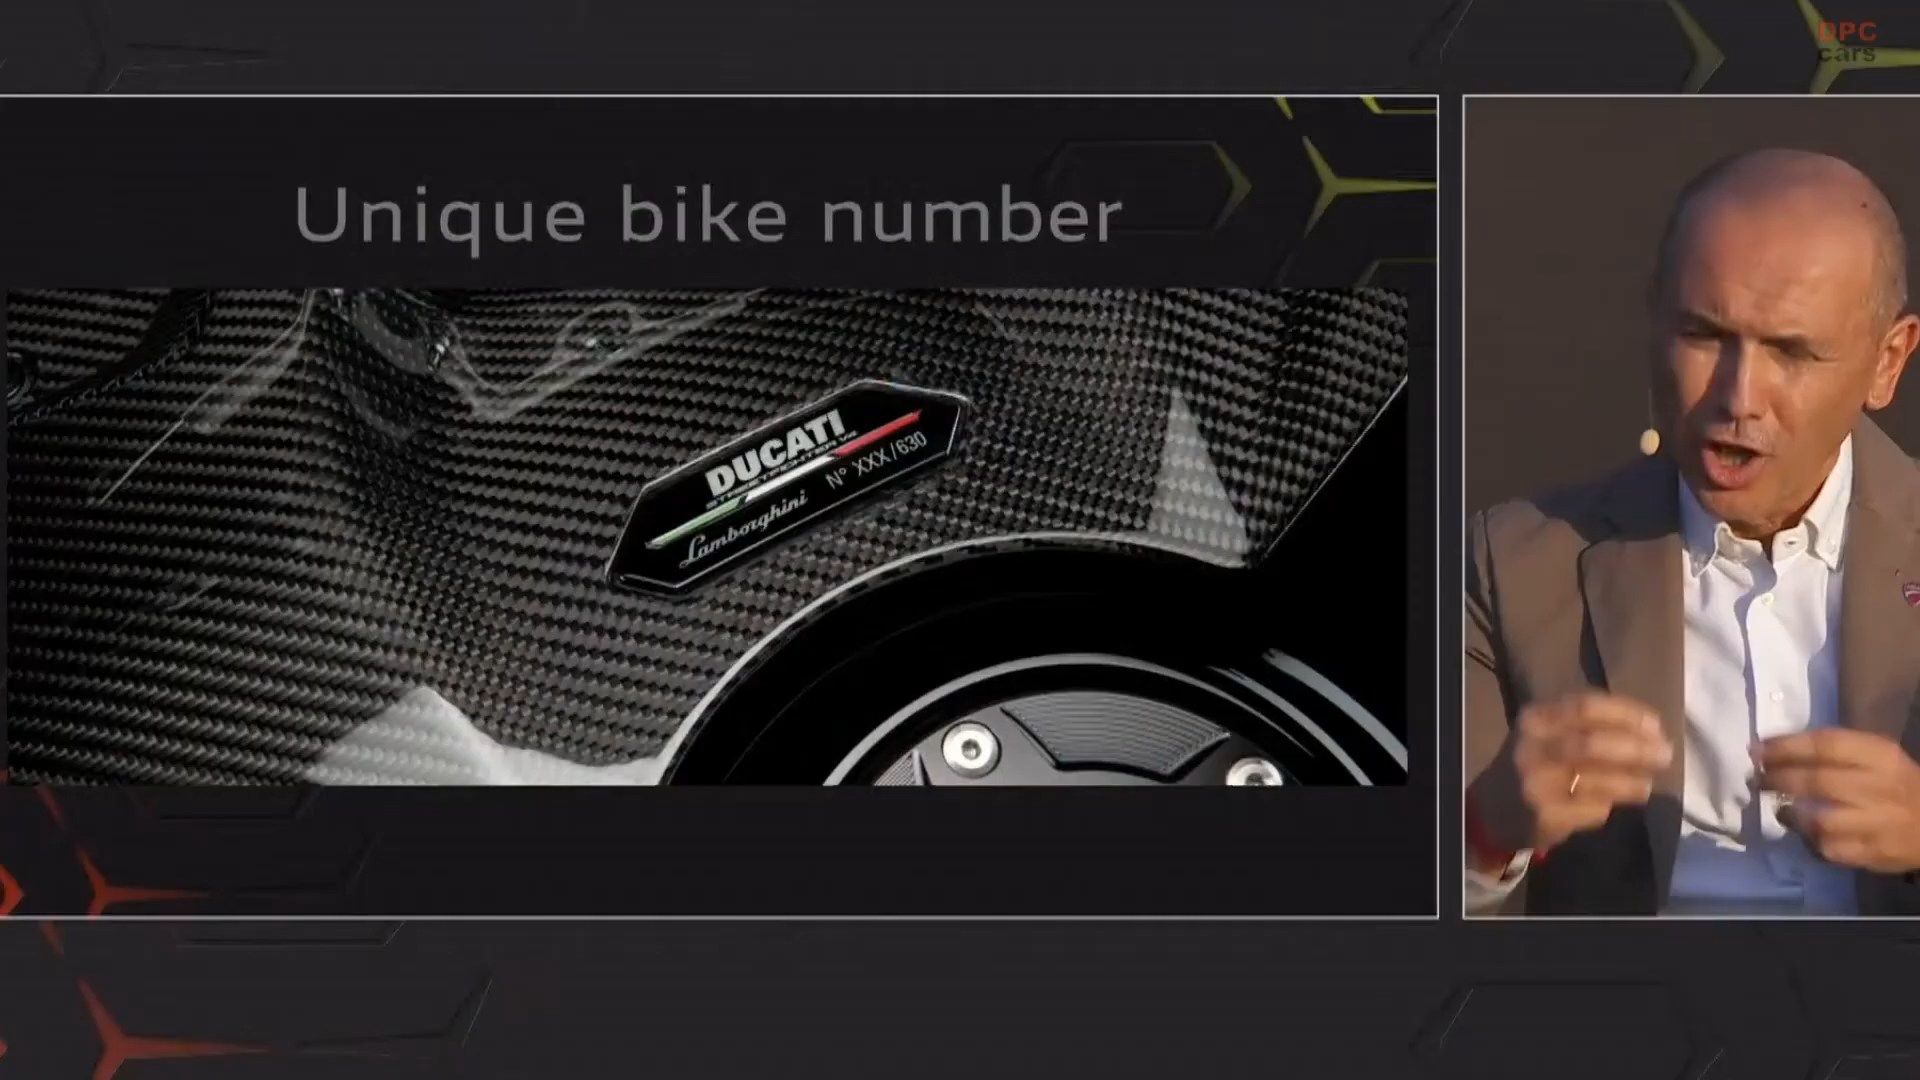 DPC
cars
Unique bike number
DUCATI
STREETFIGHTER V4
Lamborghini
N° XXX/630